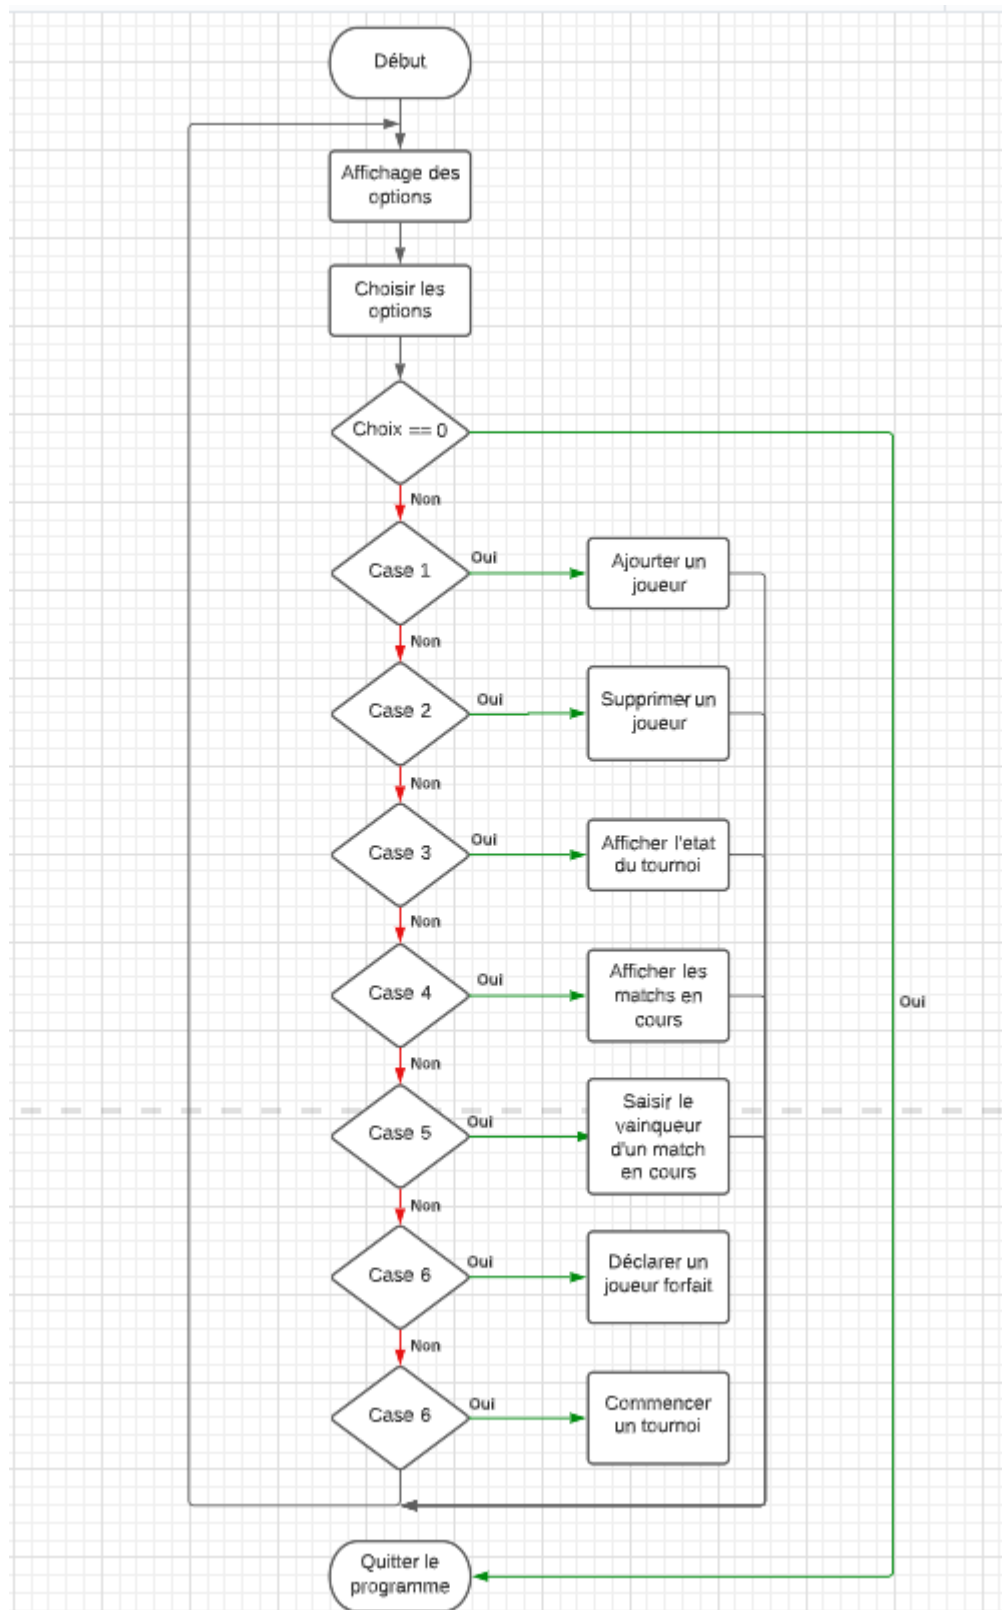 Début
Affichage des
options
Choisir les
options
Choix == 0
Non
Case 1
Oui
Ajourter un
joueur
Non
Case 2
Oui
Supprimer un
joueur
Non
Case 3
Oui
Afficher l'etat
du tournoi
Non
Case 4
Oui
Afficher les
matchs en
cours
Oui
Non
Case 5
Oui
Saisir le
vainqueur
d'un match
en cours
Non
Case 6
Oui
Déclarer un
joueur forfait
Non
Case 6
Oui
Commencer
un tournoi
Quitter le
programme